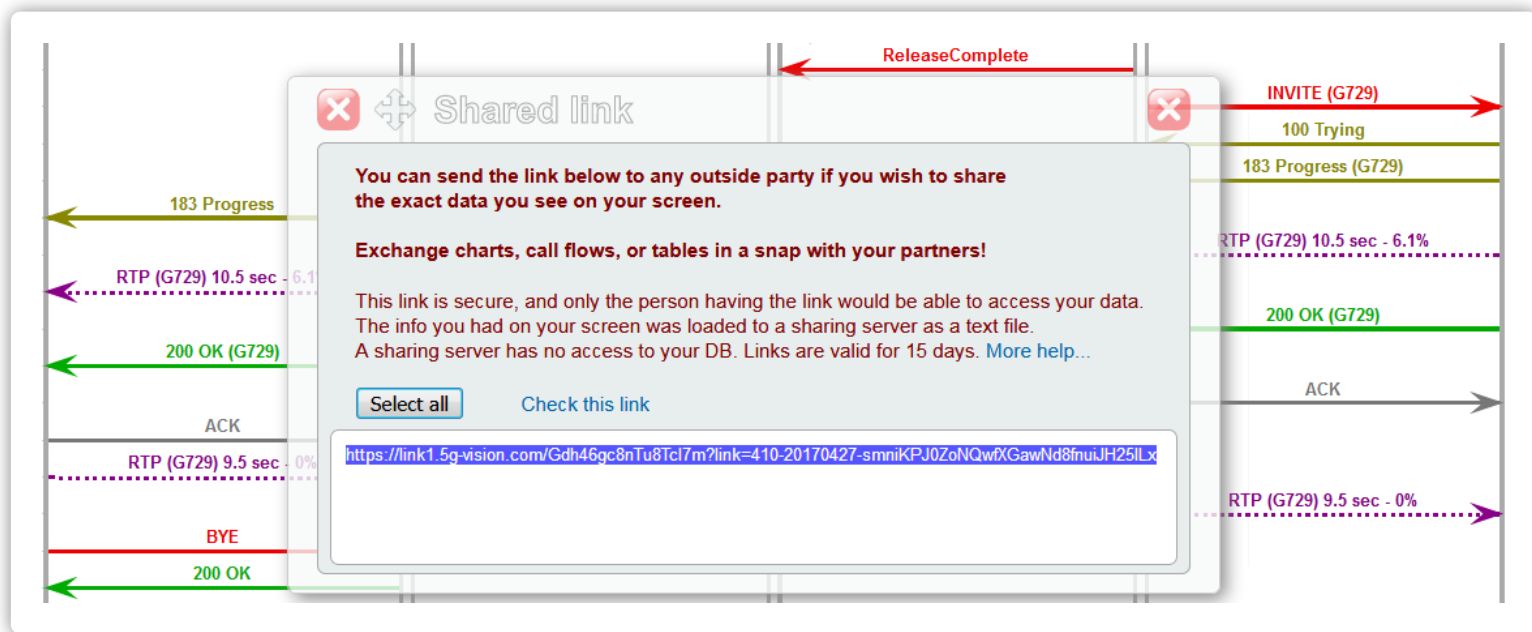 ReleaseComplete
INVITE (G729)
100 Trying
183 Progress (G729)
183 Progress
RTP (G729) 10.5 sec - 6.1%
RTP (G729) 10.5 sec - 6.1
200 OK (G729)
200 OK (G729)
ACK
ACK
RTP (G729) 9.5 sec - 0%
RTP (G729) 9.5 sec - 0%
BYE
200 OK
Shared link
You can send the link below to any outside party if you wish to share
the exact data you see on your screen.
Exchange charts, call flows, or tables in a snap with your partners!
This link is secure, and only the person having the link would be able to access your data.
The info you had on your screen was loaded to a sharing server as a text file.
A sharing server has no access to your DB. Links are valid for 15 days. More help...
Select all
Check this link
https://link1.5g-vision.com/Gdh46gc8nTu8Tcl7m?link=410-20170427-smniKPJ0ZoNQwfXGawNd8fnuiJH25lLx